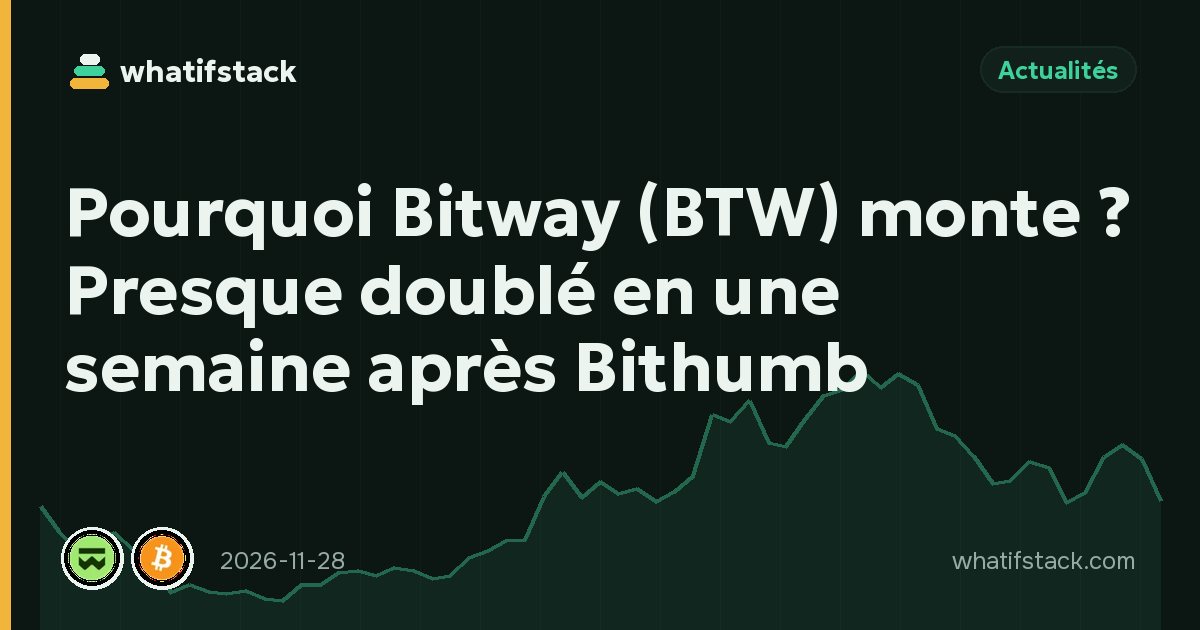 whatifstack
Actualités
Pourquoi Bitway (BTW) monte ?
Presque doublé en une
semaine après Bithumb
2026-11-28
whatifstack.com